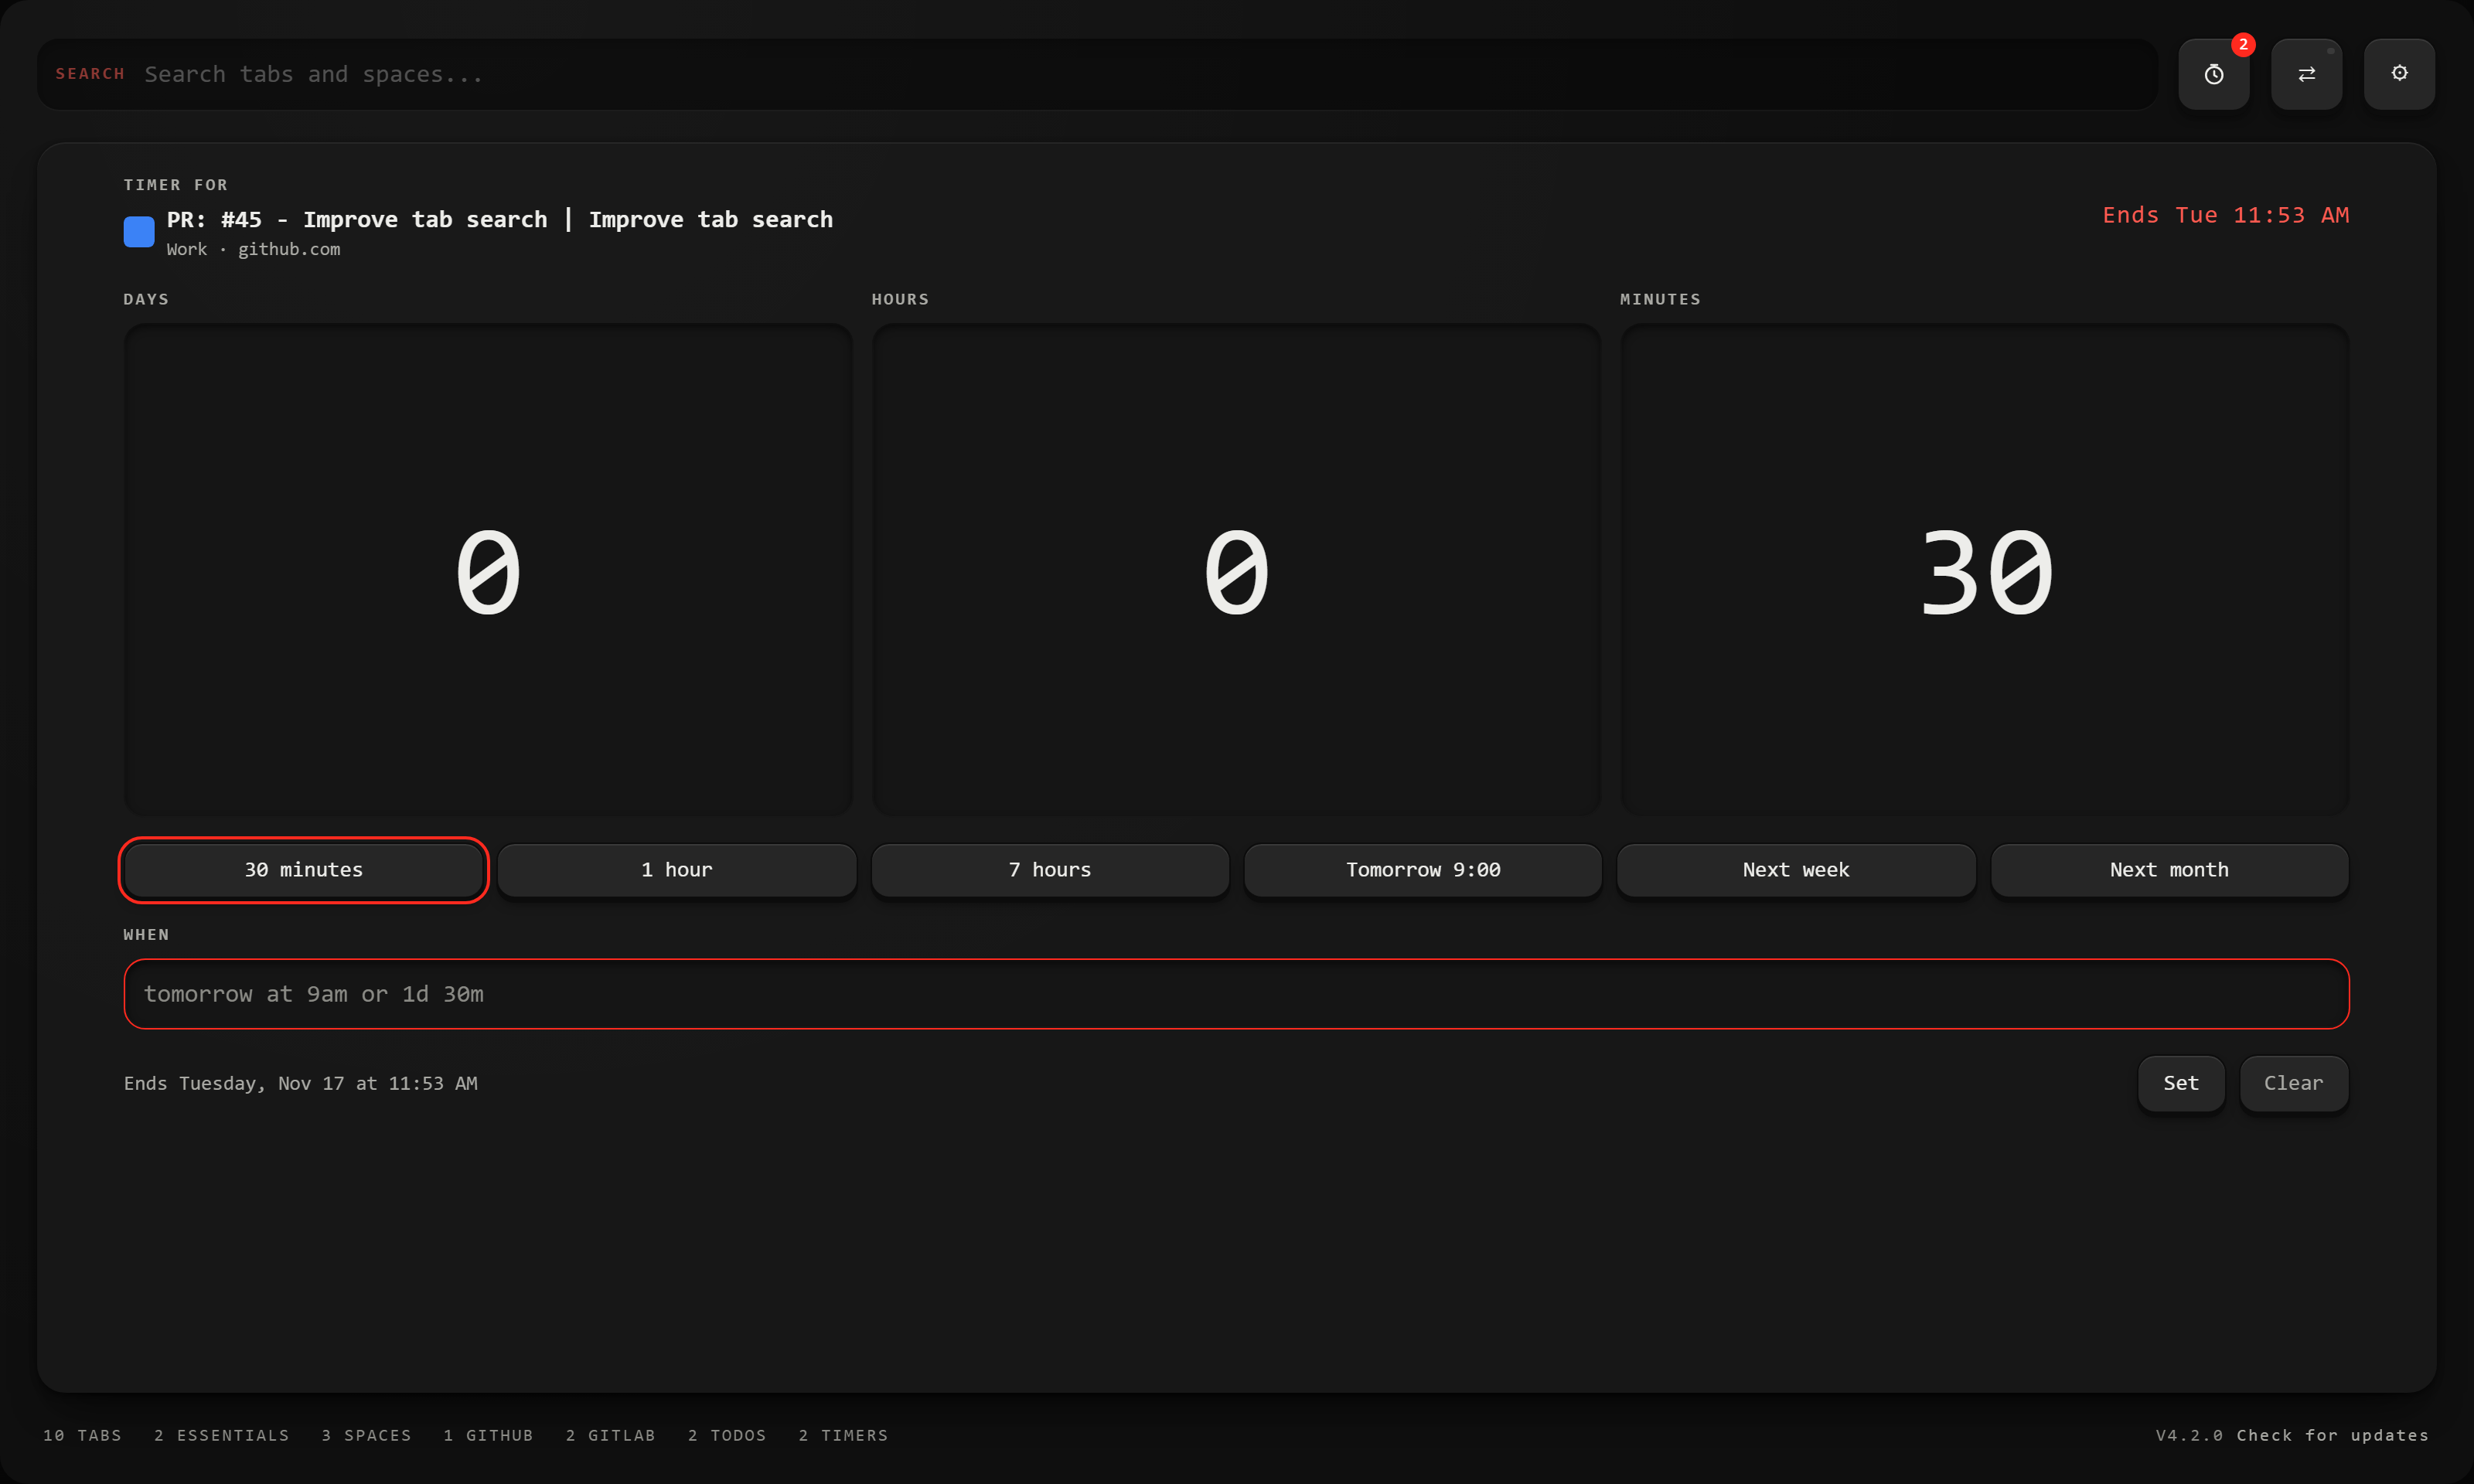 SEARCH Search tabs and spaces...
2
TIMER FOR
PR: #45 - Improve tab search | Improve tab search
Work · github.com
Ends Tue 11:53 AM
DAYS HOURS MINUTES
0 0 30
30 minutes 1 hour 7 hours Tomorrow 9:00 Next week Next month
WHEN
tomorrow at 9am or 1d 30m
Ends Tuesday, Nov 17 at 11:53 AM
Set Clear
10 TABS 2 ESSENTIALS 3 SPACES 1 GITHUB 2 GITLAB 2 TODOS 2 TIMERS
V4.2.0 Check for updates